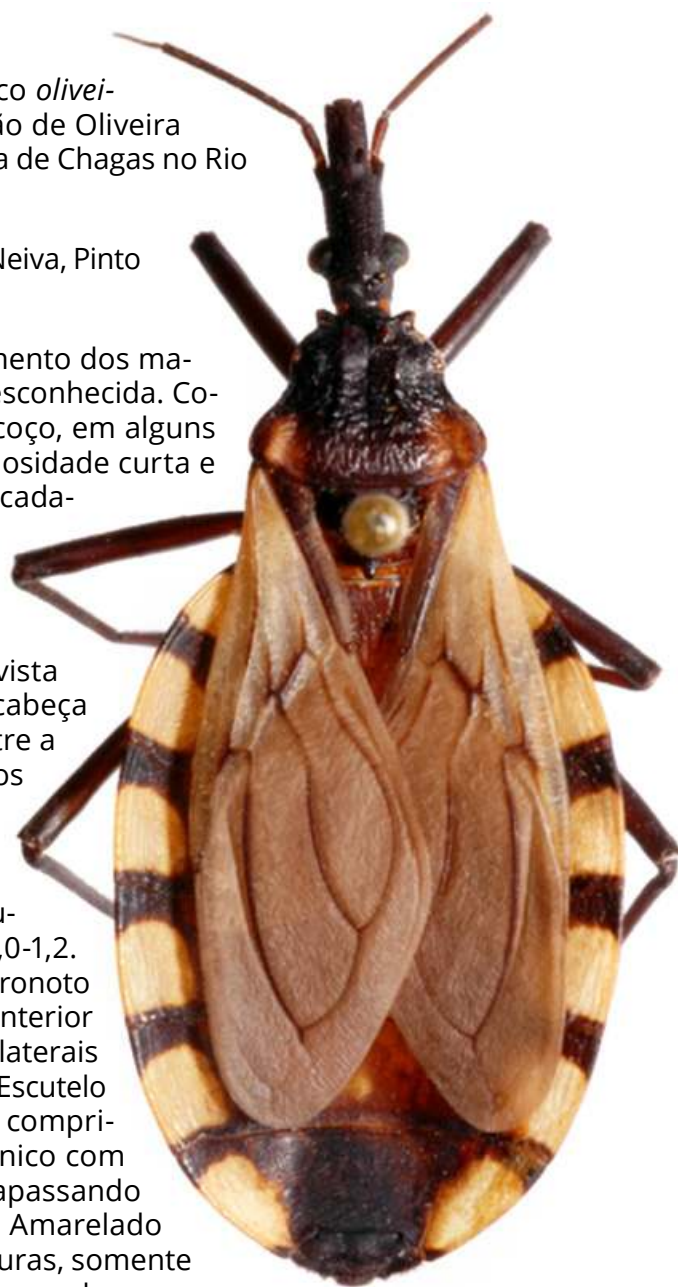 co olivei-
ão de Oliveira
a de Chagas no Rio
Neiva, Pinto
mento dos ma-
esconhecida. Co-
coço, em alguns
osidade curta e
cada-
vista
cabeça
tre a
os
u-
,0-1,2.
ronoto
nterior
laterais
Escutelo
compri-
nico com
apassando
Amarelado
uras, somente